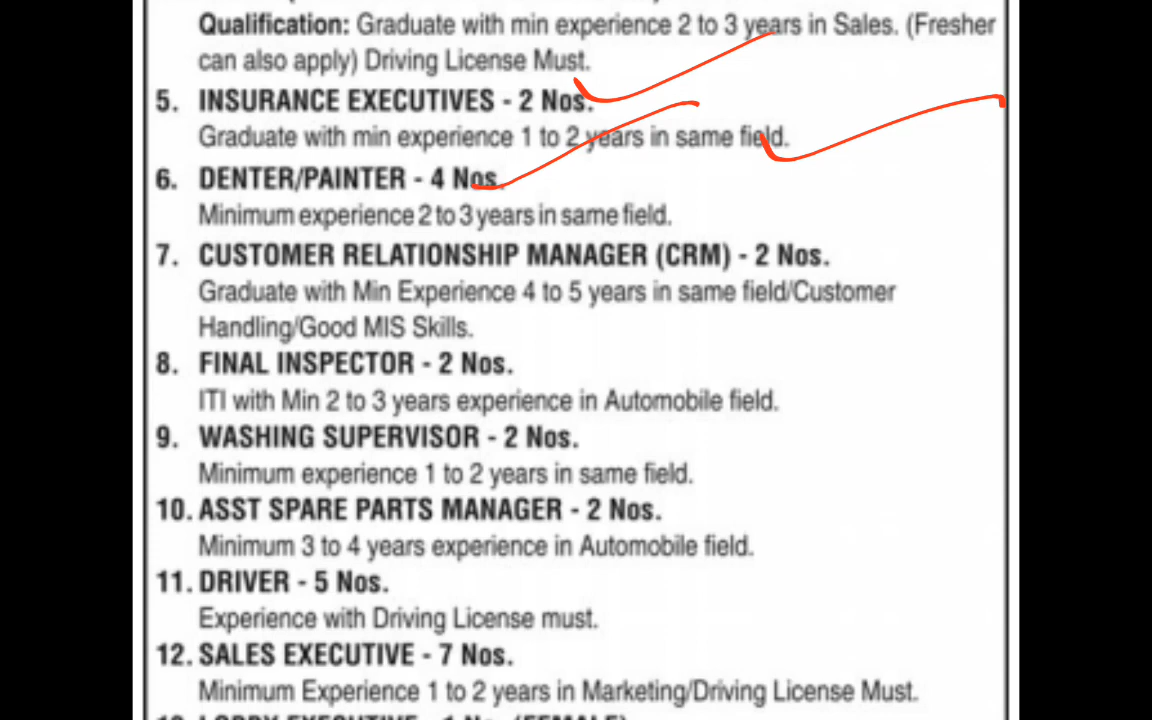 Qualification: Graduate with min experience 2 to 3 years in Sales. (Fresher
can also apply) Driving License Must.
5. INSURANCE EXECUTIVES - 2 Nos.
Graduate with min experience 1 to 2 years in same field.
6. DENTER/PAINTER - 4 Nos.
Minimum experience 2 to 3 years in same field.
7. CUSTOMER RELATIONSHIP MANAGER (CRM) - 2 Nos.
Graduate with Min Experience 4 to 5 years in same field/Customer
Handling/Good MIS Skills.
8. FINAL INSPECTOR - 2 Nos.
ITI with Min 2 to 3 years experience in Automobile field.
9. WASHING SUPERVISOR - 2 Nos.
Minimum experience 1 to 2 years in same field.
10. ASST SPARE PARTS MANAGER - 2 Nos.
Minimum 3 to 4 years experience in Automobile field.
11. DRIVER - 5 Nos.
Experience with Driving License must.
12. SALES EXECUTIVE - 7 Nos.
Minimum Experience 1 to 2 years in Marketing/Driving License Must.